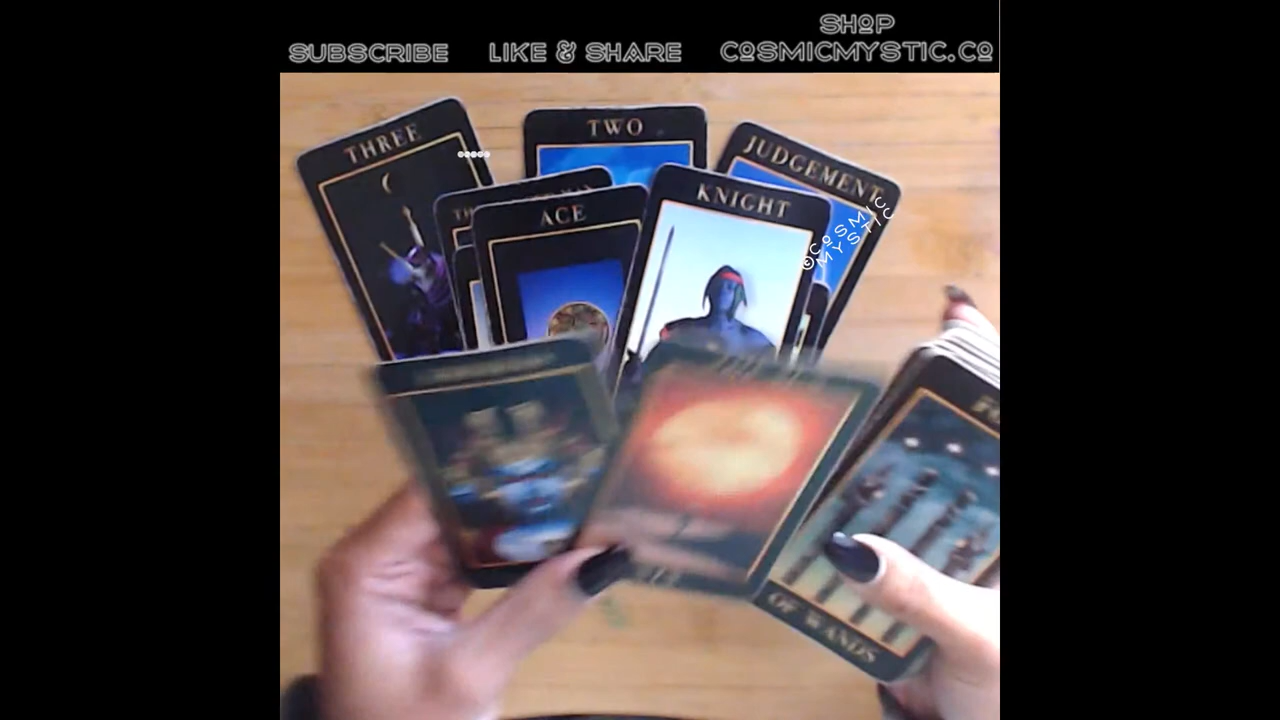 SHOP
SUBSCRIBE LIKE & SHARE COSMICMYSTIC.CO
THREE
TWO
JUDGEMENT
KNIGHT
ACE
©COSMIC
MYSTIC
OF WANDS